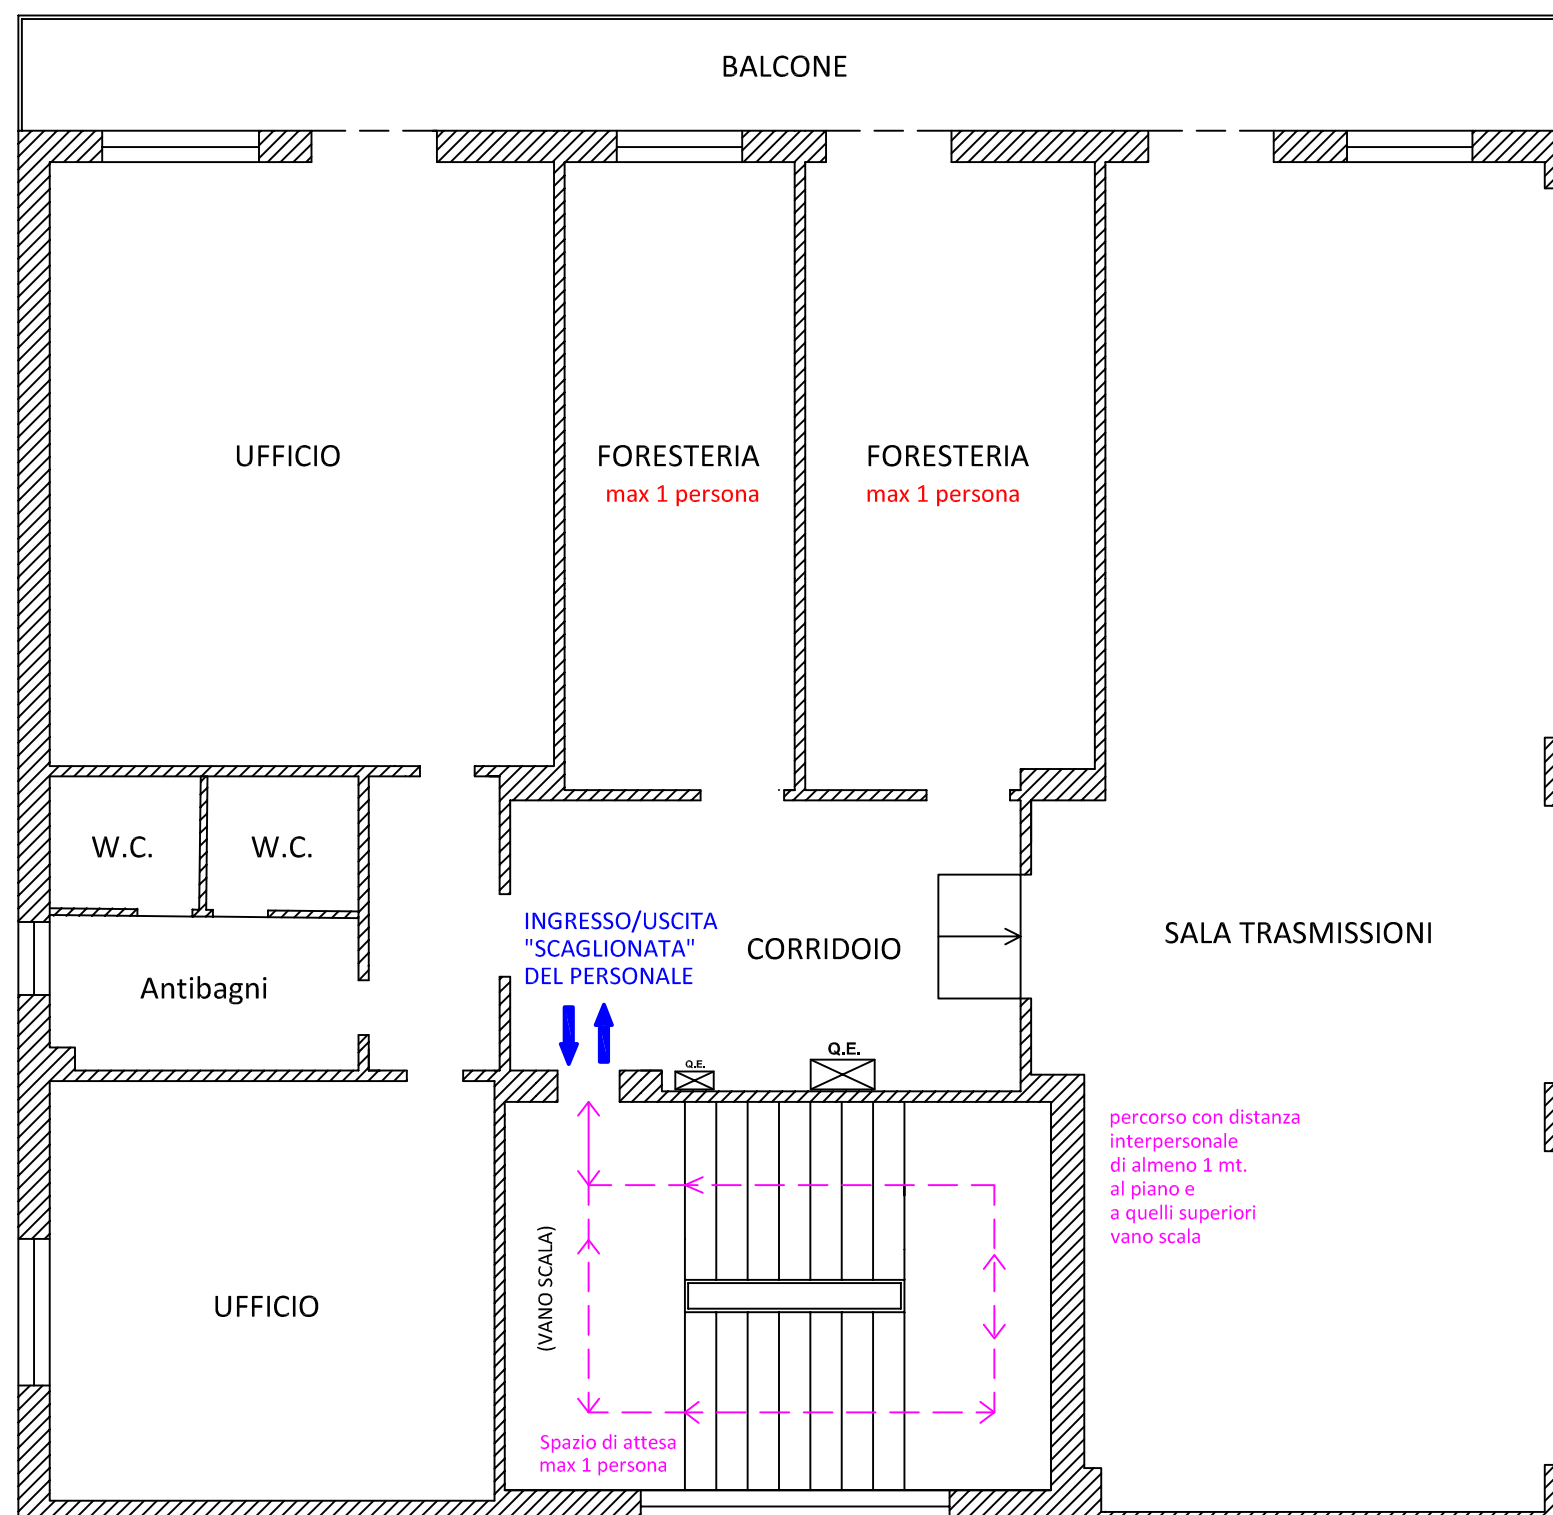 BALCONE
UFFICIO
FORESTERIA
max 1 persona
FORESTERIA
max 1 persona
W.C.
W.C.
INGRESSO/USCITA
"SCAGLIONATA"
DEL PERSONALE
CORRIDOIO
SALA TRASMISSIONI
Antibagni
Q.E.
Q.E.
percorso con distanza
interpersonale
di almeno 1 mt.
al piano e
a quelli superiori
vano scala
(VANO SCALA)
UFFICIO
Spazio di attesa
max 1 persona